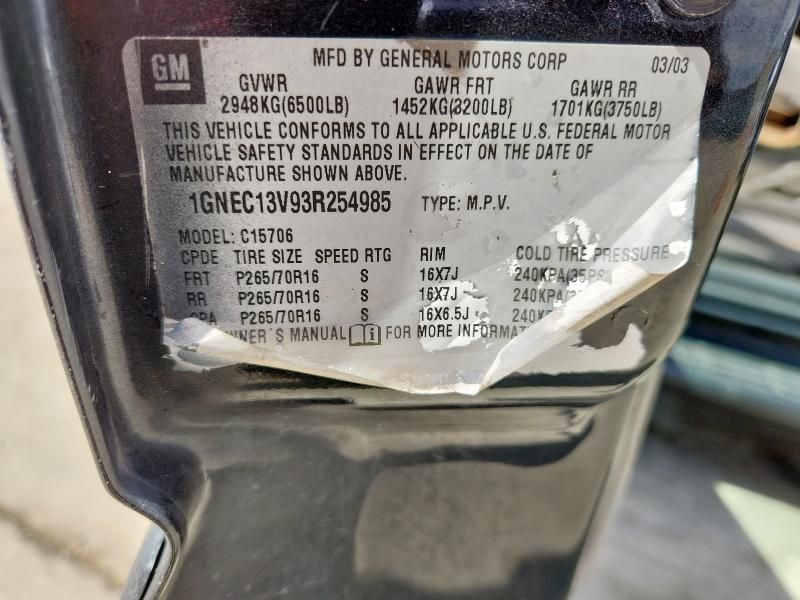 GM
MFD BY GENERAL MOTORS CORP 03/03
GVWR GAWR FRT GAWR RR
2948KG(6500LB) 1452KG(3200LB) 1701KG(3750LB)
THIS VEHICLE CONFORMS TO ALL APPLICABLE U.S. FEDERAL MOTOR
VEHICLE SAFETY STANDARDS IN EFFECT ON THE DATE OF
MANUFACTURE SHOWN ABOVE.
1GNEC13V93R254985 TYPE: M.P.V.
MODEL: C15706
CPDE TIRE SIZE SPEED RTG RIM COLD TIRE PRESSURE
FRT P265/70R16 S 16X7J 240KPA(35PS
RR P265/70R16 S 16X7J 240KPA(
P265/70R16 S 16X6.5J 240K
MANUAL FOR MORE